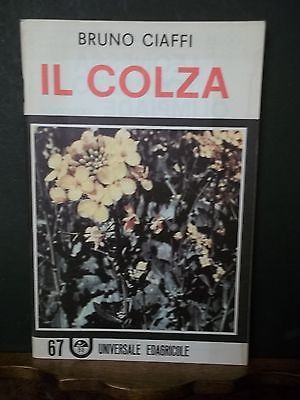 BRUNO CIAFFI
IL COLZA
67 UNIVERSALE EDAGRICOLE